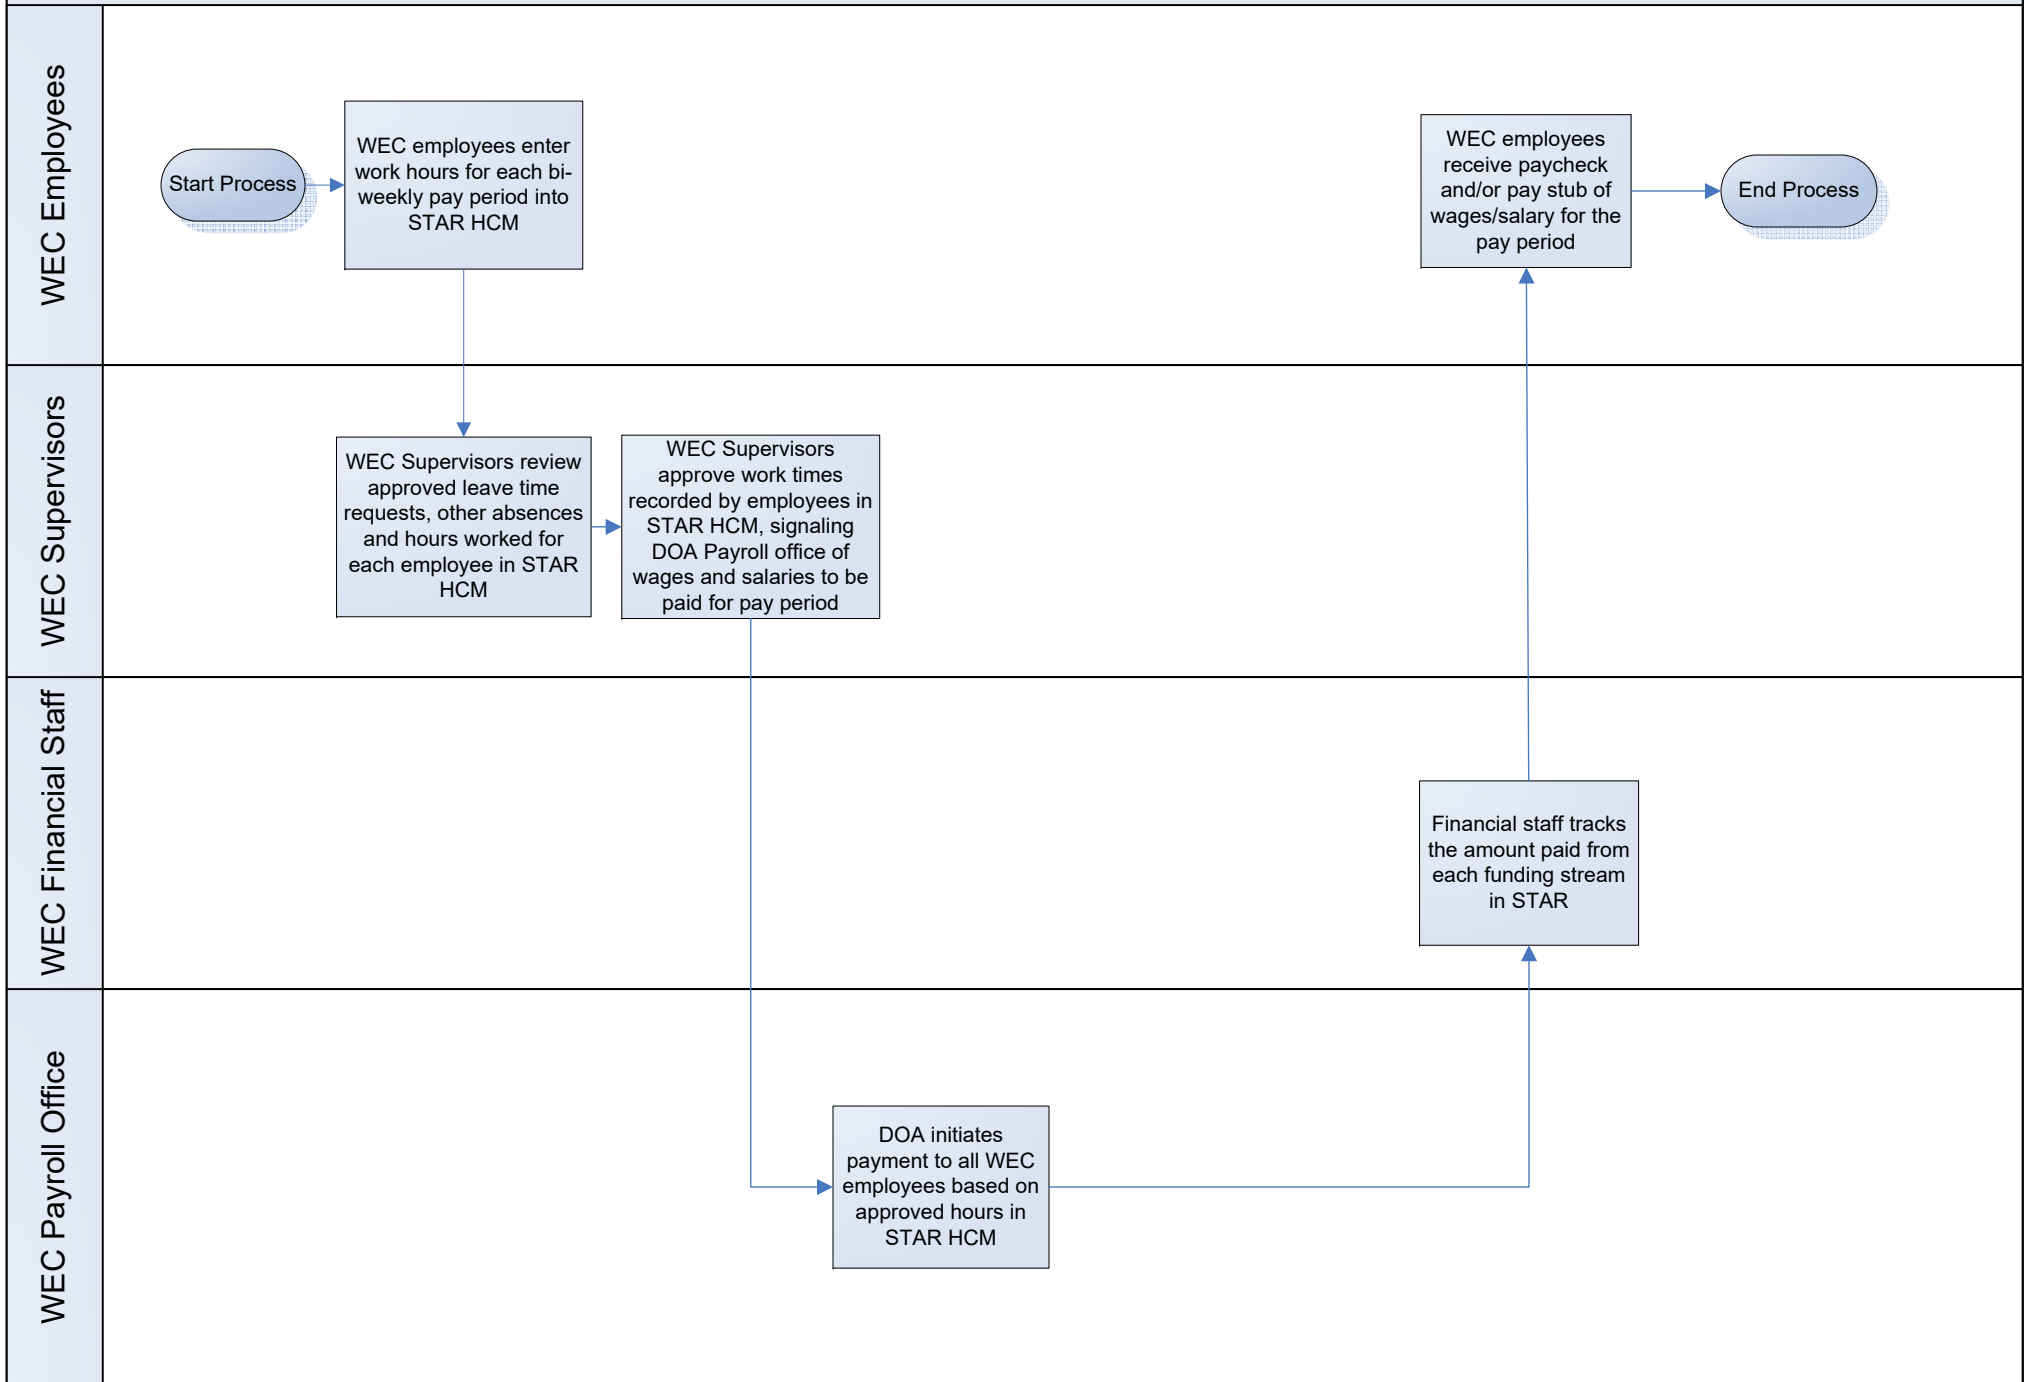 WEC Employees
Start Process
WEC employees enter
work hours for each bi-
weekly pay period into
STAR HCM
WEC employees
receive paycheck
and/or pay stub of
wages/salary for the
pay period
End Process
WEC Supervisors
WEC Supervisors review
approved leave time
requests, other absences
and hours worked for
each employee in STAR
HCM
WEC Supervisors
approve work times
recorded by employees in
STAR HCM, signaling
DOA Payroll office of
wages and salaries to be
paid for pay period
WEC Financial Staff
Financial staff tracks
the amount paid from
each funding stream
in STAR
WEC Payroll Office
DOA initiates
payment to all WEC
employees based on
approved hours in
STAR HCM